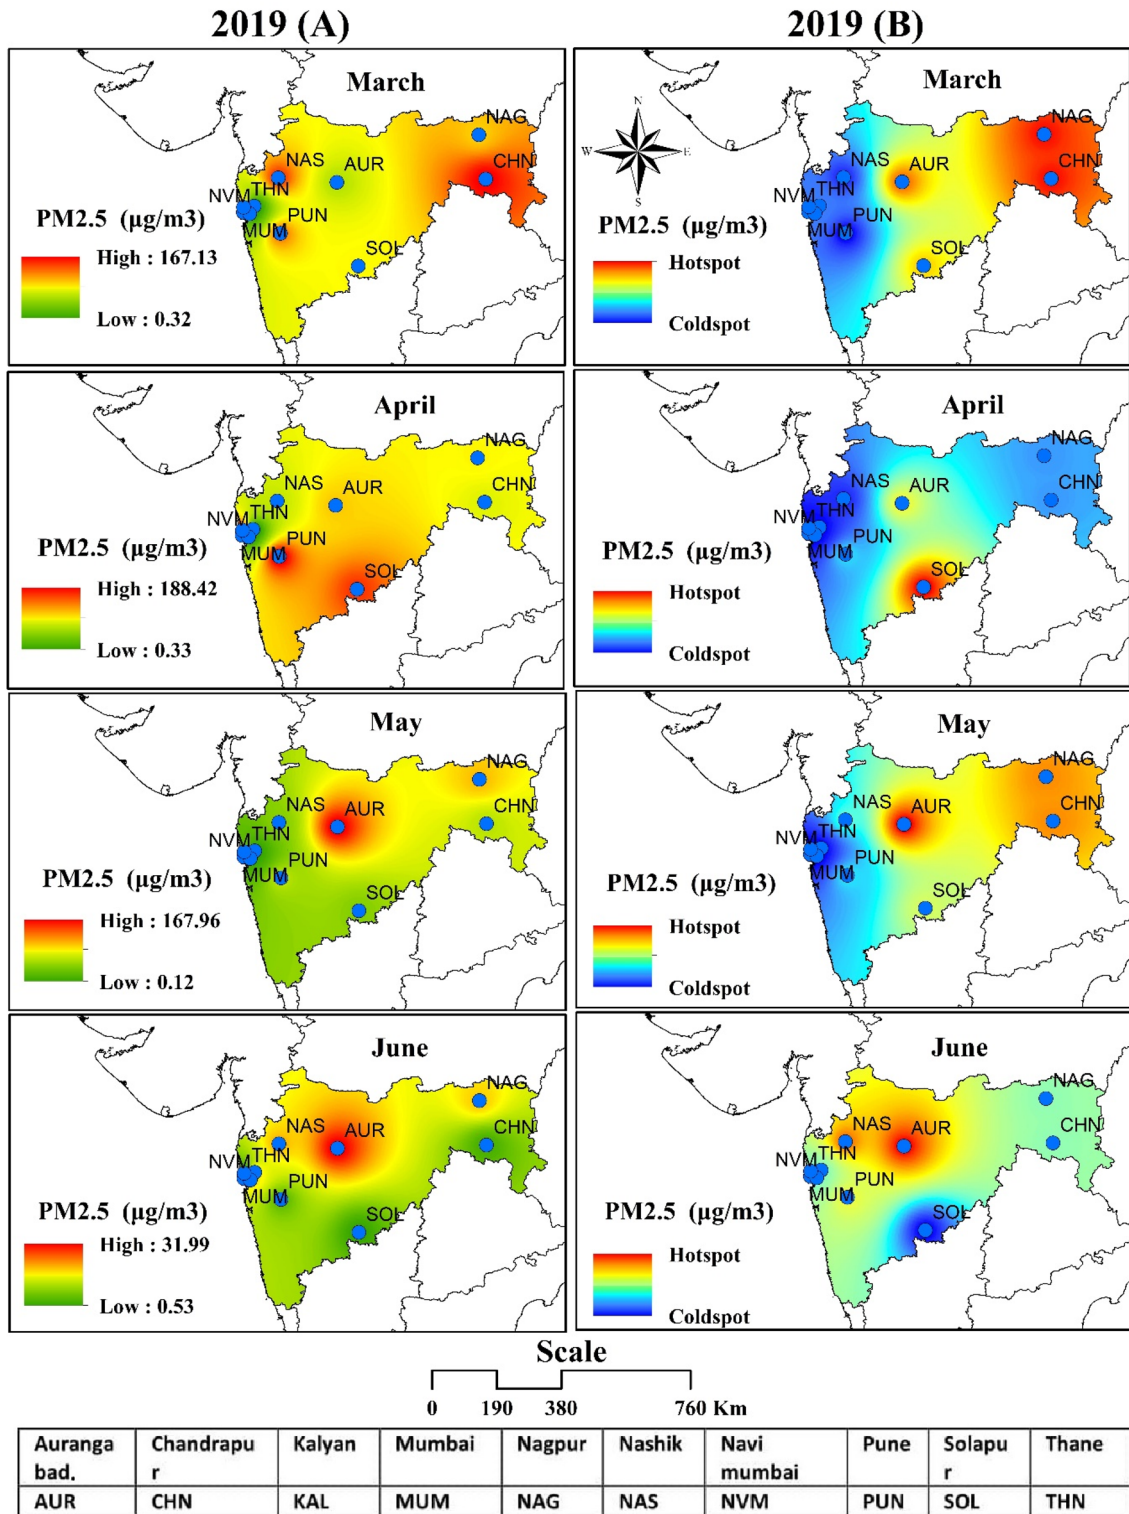 2019 (A)
2019 (B)
March
NAG
NAS
AUR
CHN
NVM
THN
PUN
MUM
SOL
PM2.5 (µg/m3)
High : 167.13
Low : 0.32
March
N
W
E
S
NAG
THN
AUR
CHN
NVM
PUN
MUM
SOL
PM2.5 (µg/m3)
Hotspot
Coldspot
April
NAG
NAS
AUR
CHN
NVM
THN
PUN
MUM
SOL
PM2.5 (µg/m3)
High : 188.42
Low : 0.33
April
NAG
NAS
AUR
CHN
NVM
THN
PUN
MUM
SOL
PM2.5 (µg/m3)
Hotspot
Coldspot
May
NAG
NAS
AUR
CHN
NVM
THN
PUN
MUM
SOL
PM2.5 (µg/m3)
High : 167.96
Low : 0.12
May
NAG
NAS
AUR
CHN
NVM
THN
PUN
MUM
SOL
PM2.5 (µg/m3)
Hotspot
Coldspot
June
NAG
NAS
AUR
CHN
NVM
THN
PUN
MUM
SOL
PM2.5 (µg/m3)
High : 31.99
Low : 0.53
June
NAG
NAS
AUR
CHN
NVM
THN
PUN
MUM
SOL
PM2.5 (µg/m3)
Hotspot
Coldspot
Scale
0 190 380 760 Km
Auranga Chandrapu Kalyan Mumbai Nagpur Nashik Navi Pune Solapu Thane
bad. r mumbai r
AUR CHN KAL MUM NAG NAS NVM PUN SOL THN